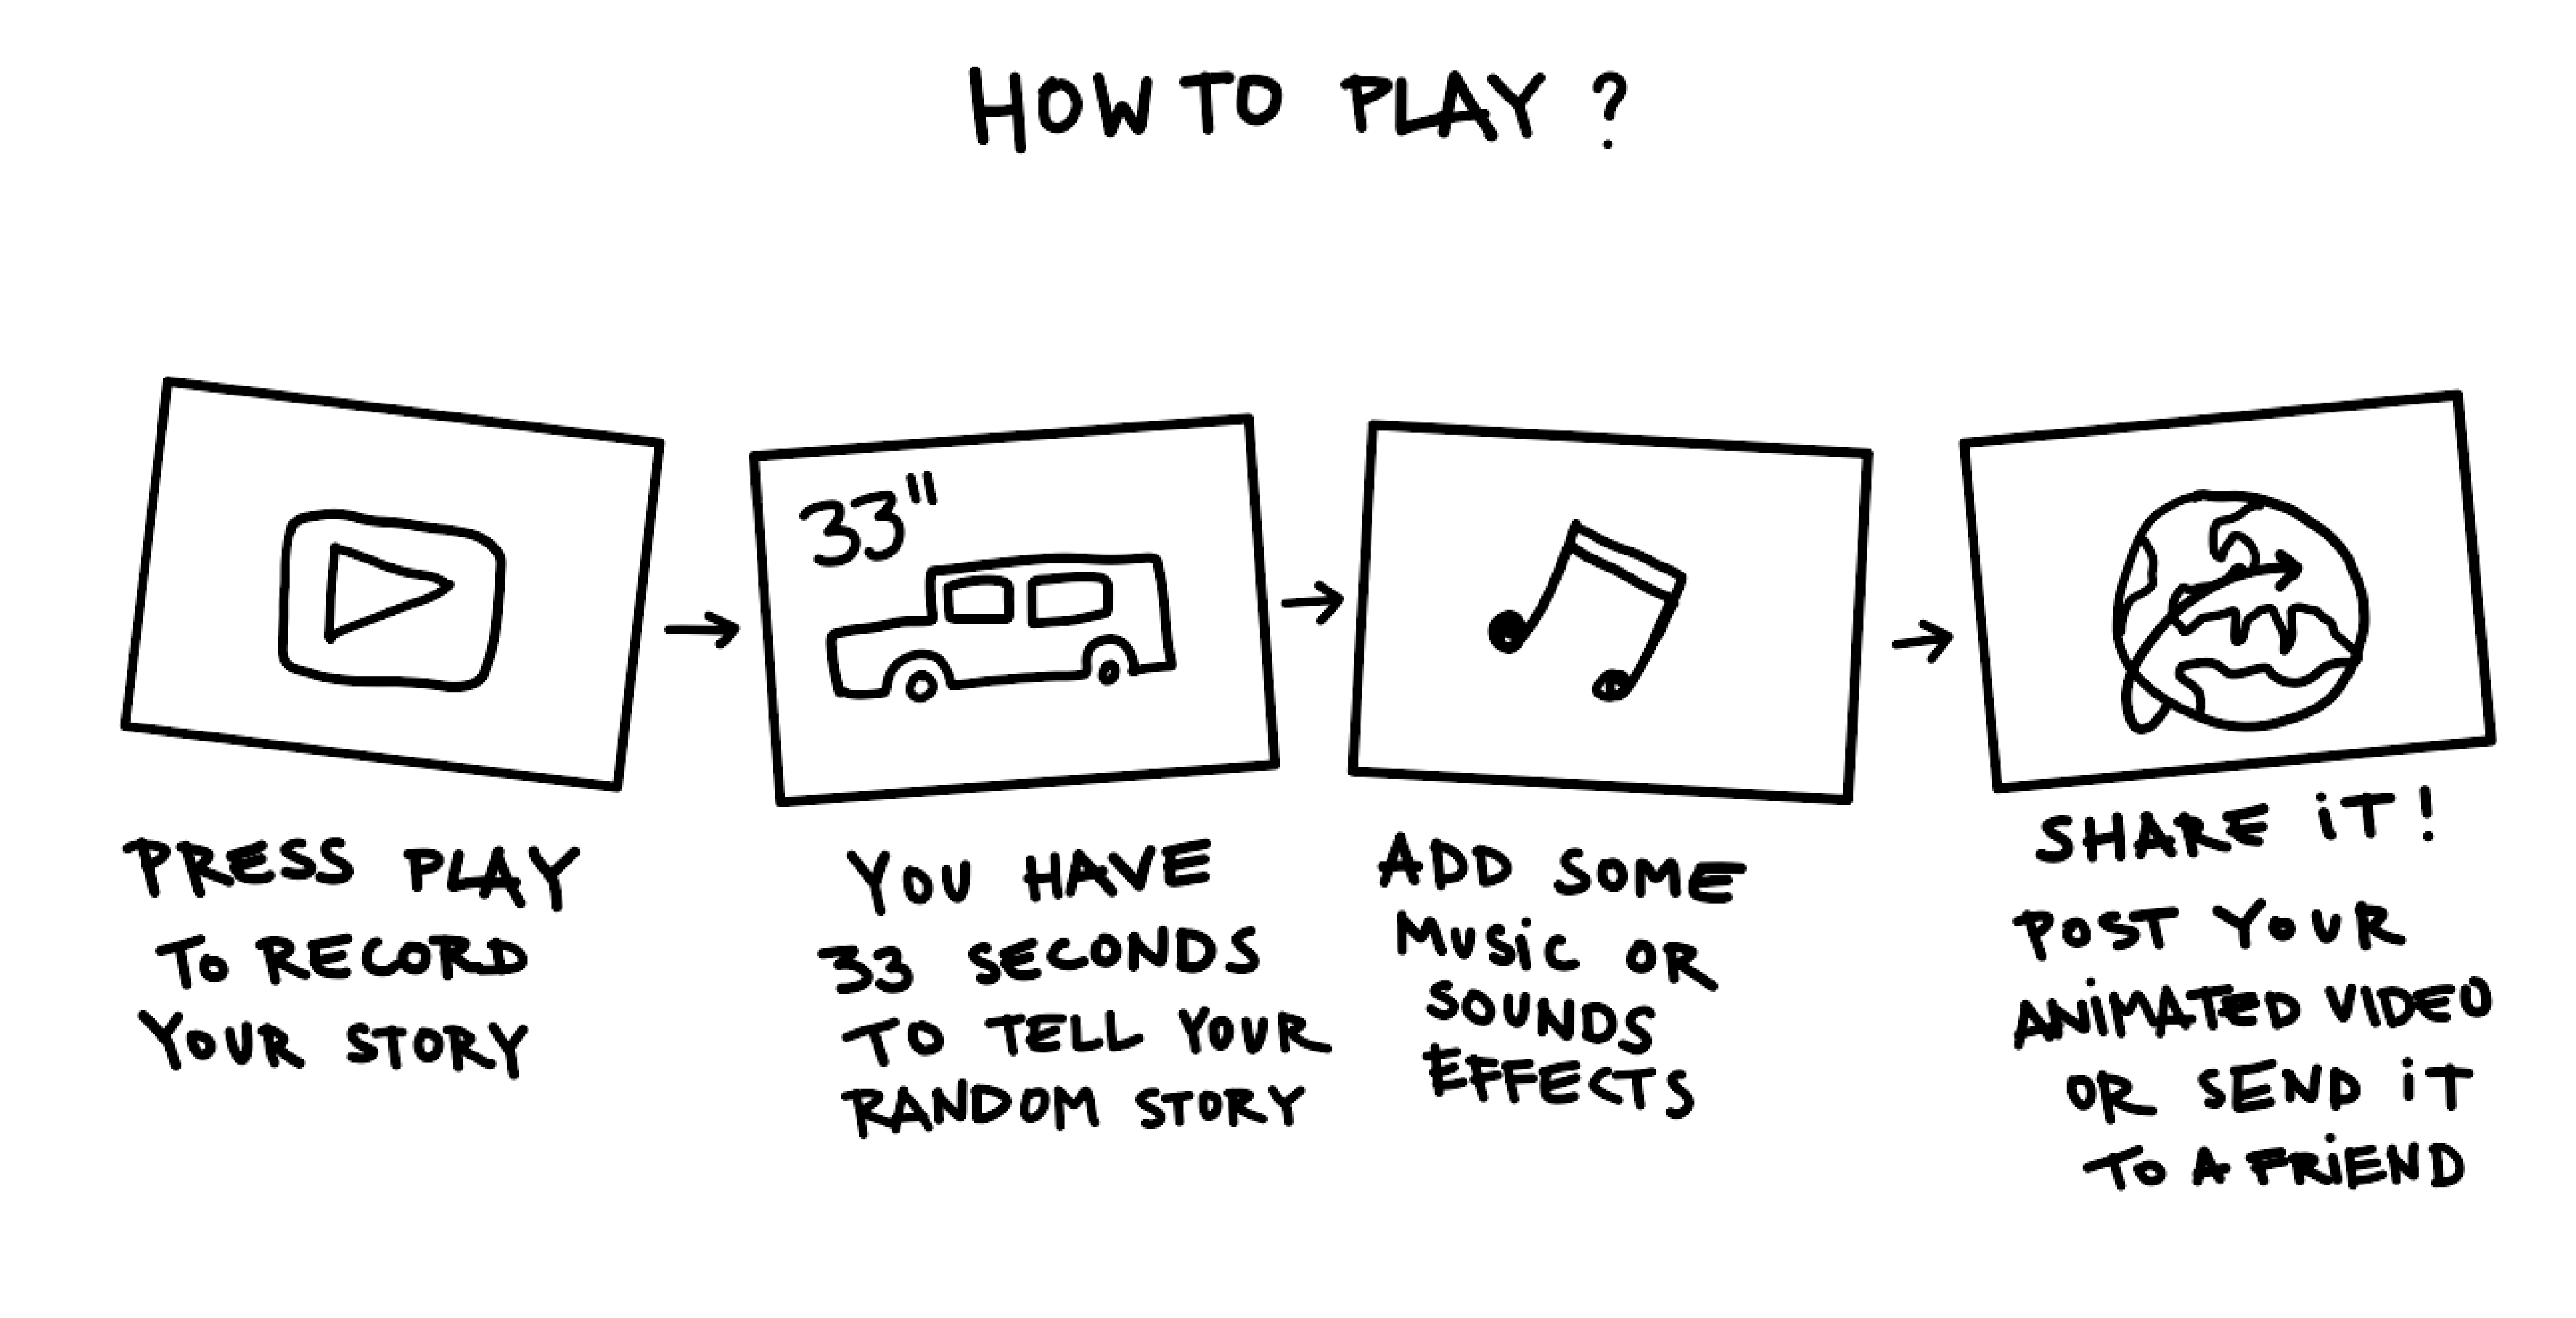 HOW TO PLAY ?
PRESS PLAY
TO RECORD
YOUR STORY
33"
YOU HAVE
33 SECONDS
TO TELL YOUR
RANDOM STORY
ADD SOME
MUSiC OR
SOUNDS
EFFECTS
SHARE iT!
POST YOUR
ANiMATED VIDEO
OR SEND iT
TO A FRiEND